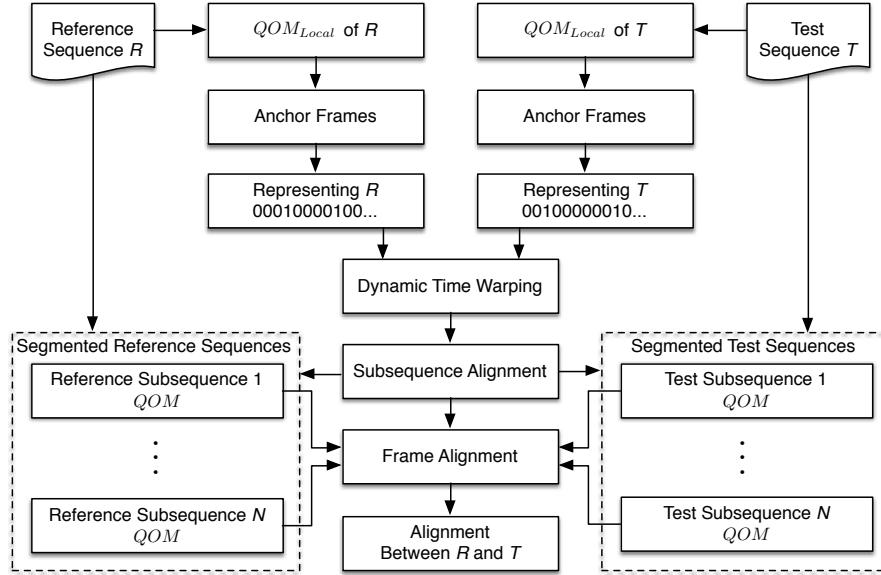 Reference
Sequence R
QOM_Local of R
QOM_Local of T
Test
Sequence T
Anchor Frames
Anchor Frames
Representing R
00010000100...
Representing T
00100000010...
Dynamic Time Warping
Segmented Reference Sequences
Segmented Test Sequences
Subsequence Alignment
Reference Subsequence 1
QOM
Test Subsequence 1
QOM
Frame Alignment
Reference Subsequence N
QOM
Test Subsequence N
QOM
Alignment
Between R and T